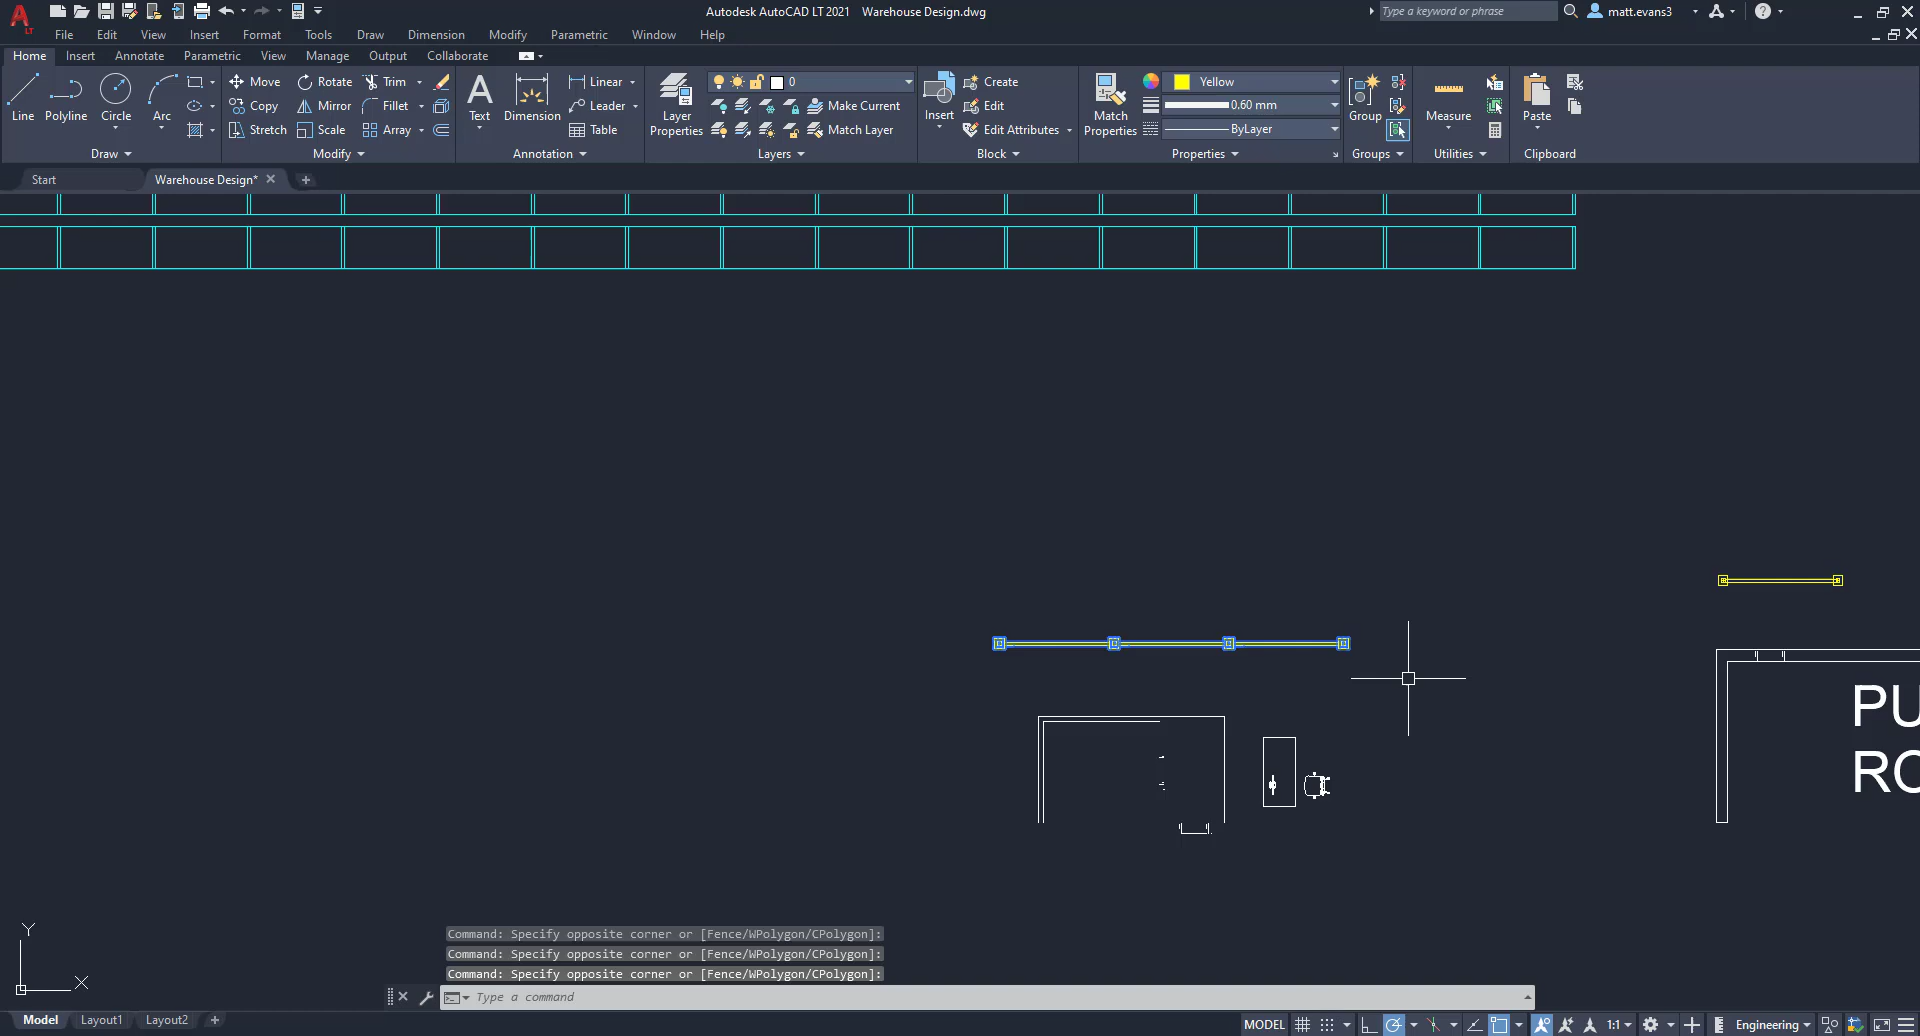 Autodesk AutoCAD LT 2021 Warehouse Design.dwg
Type a keyword or phrase
matt.evans3
LT
File Edit View Insert Format Tools Draw Dimension Modify Parametric Window Help
Home Insert Annotate Parametric View Manage Output Collaborate
Line
Polyline
Circle
Arc
Draw
Move Rotate Trim
Copy Mirror Fillet
Stretch Scale Array
Modify
Text
Dimension
Linear
Leader
Table
Annotation
Layer
Properties
0
Make Current
Match Layer
Layers
Insert
Create
Edit
Edit Attributes
Block
Match
Properties
Yellow
0.60 mm
ByLayer
Properties
Group
Groups
Measure
Utilities
Paste
Clipboard
Start
Warehouse Design*
PU
RO
Y
X
Command: Specify opposite corner or [Fence/WPolygon/CPolygon]:
Command: Specify opposite corner or [Fence/WPolygon/CPolygon]:
Command: Specify opposite corner or [Fence/WPolygon/CPolygon]:
Type a command
Model Layout1 Layout2
MODEL
1:1
Engineering